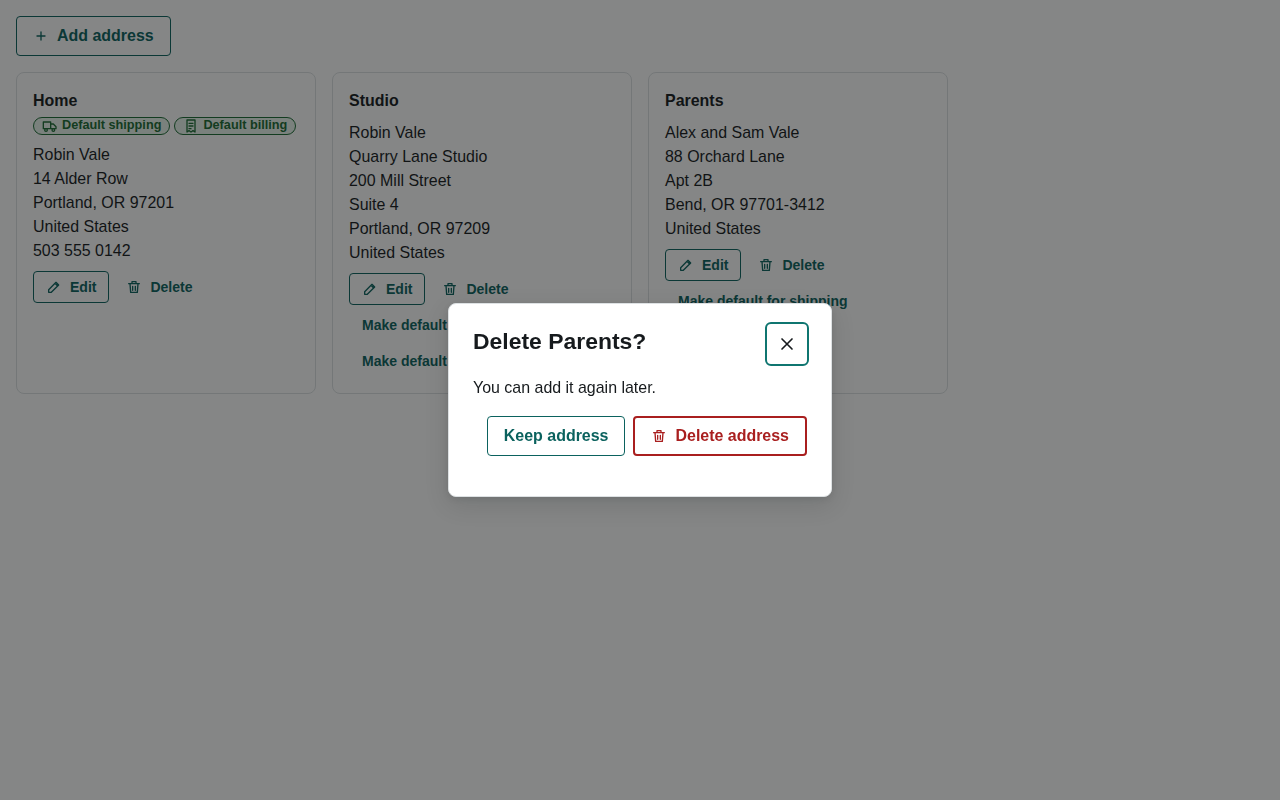 Add address
Home
Default shipping Default billing
Robin Vale
14 Alder Row
Portland, OR 97201
United States
503 555 0142
Edit Delete
Studio
Robin Vale
Quarry Lane Studio
200 Mill Street
Suite 4
Portland, OR 97209
United States
Edit Delete
Make default
Make default
Parents
Alex and Sam Vale
88 Orchard Lane
Apt 2B
Bend, OR 97701-3412
United States
Edit Delete
Make default for shipping
Delete Parents?
You can add it again later.
Keep address Delete address